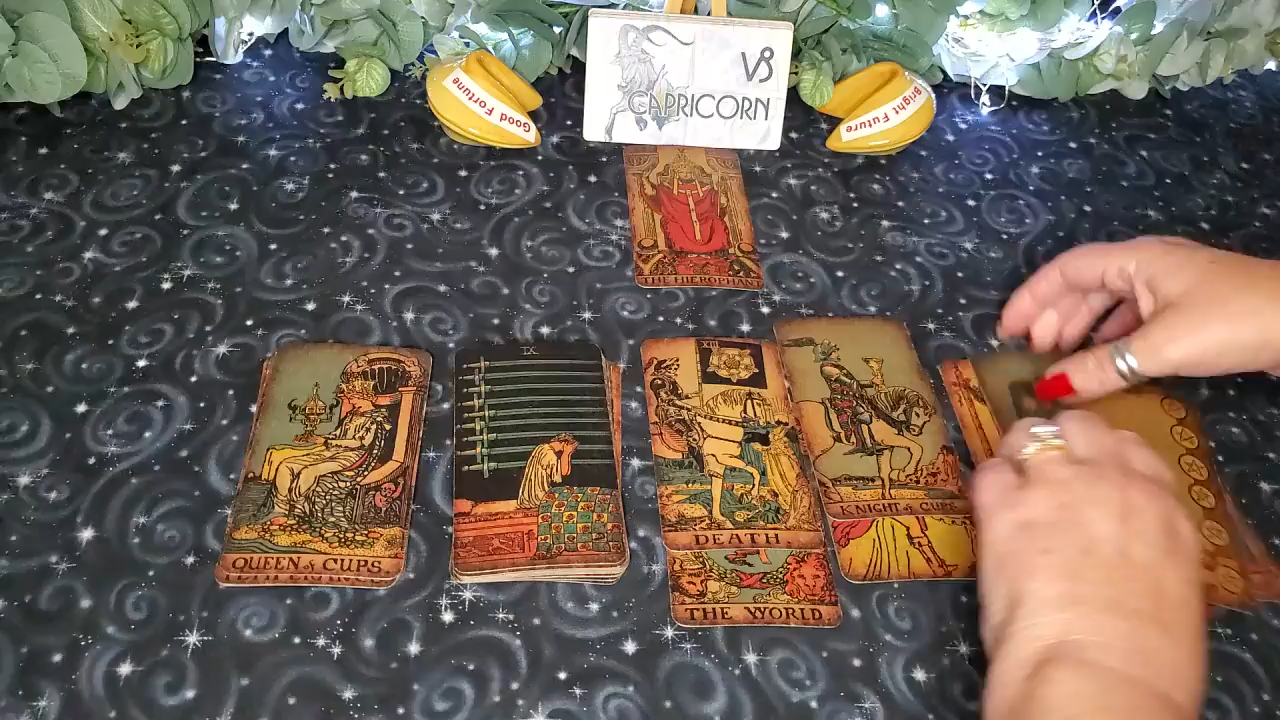 Good Fortune
♑
CAPRICORN
Bright Future
THE HIEROPHANT
IX
XIII
KNIGHT of CUPS
DEATH.
QUEEN of CUPS.
THE WORLD